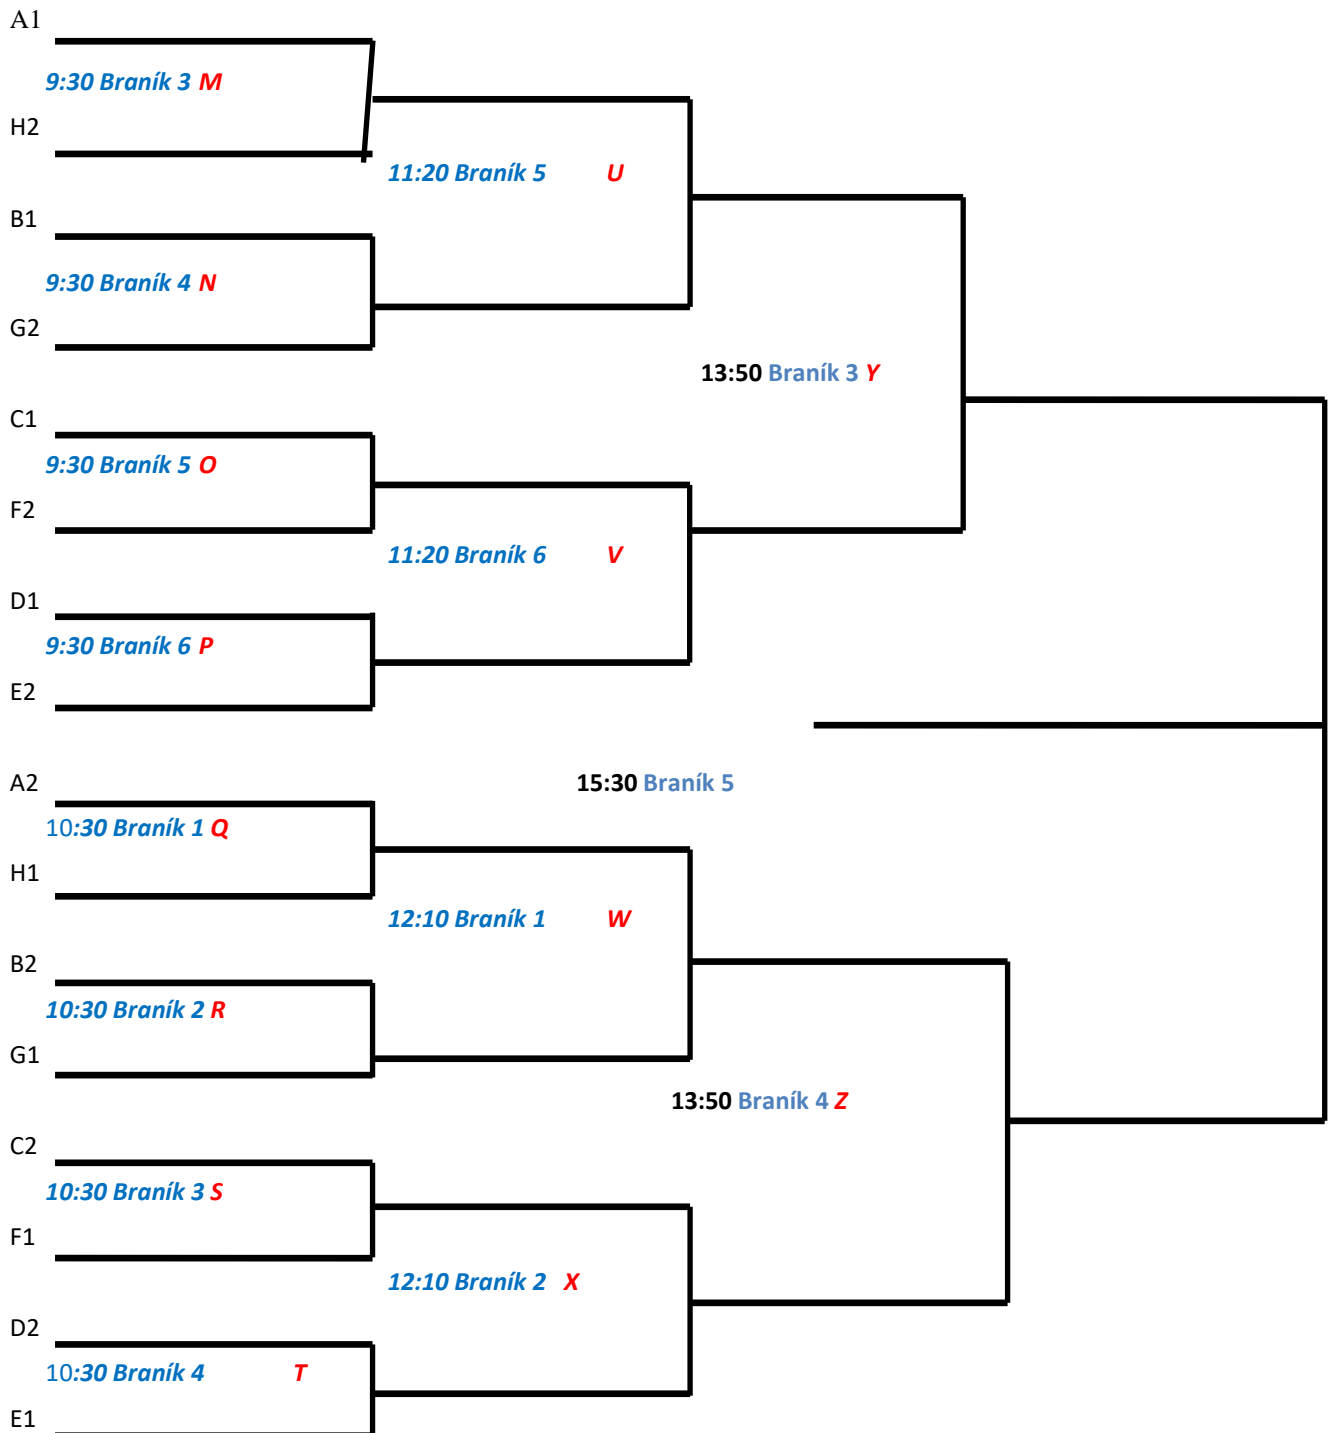 A1
9:30 Braník 3 M
H2
11:20 Braník 5 U
B1
9:30 Braník 4 N
G2
13:50 Braník 3 Y
C1
9:30 Braník 5 O
F2
11:20 Braník 6 V
D1
9:30 Braník 6 P
E2
A2
15:30 Braník 5
10:30 Braník 1 Q
H1
12:10 Braník 1 W
B2
10:30 Braník 2 R
G1
13:50 Braník 4 Z
C2
10:30 Braník 3 S
F1
12:10 Braník 2 X
D2
10:30 Braník 4 T
E1